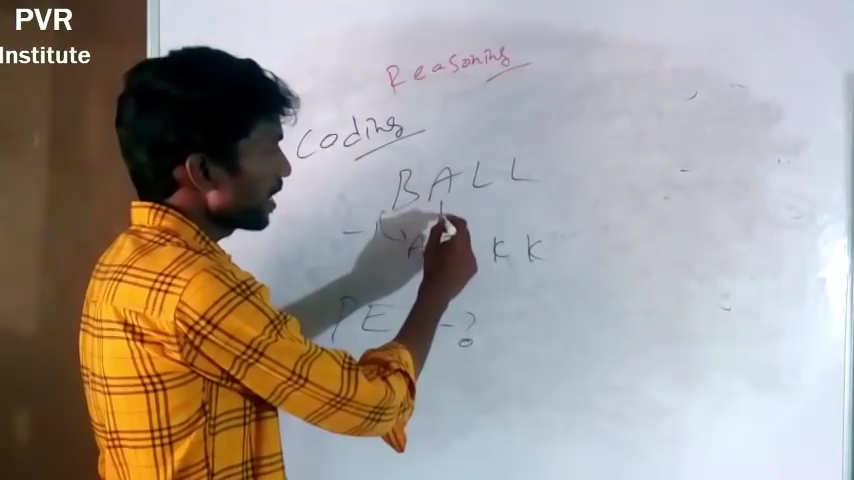 PVR
Institute
Reasoning
Coding
BALL
A KK
PE -?